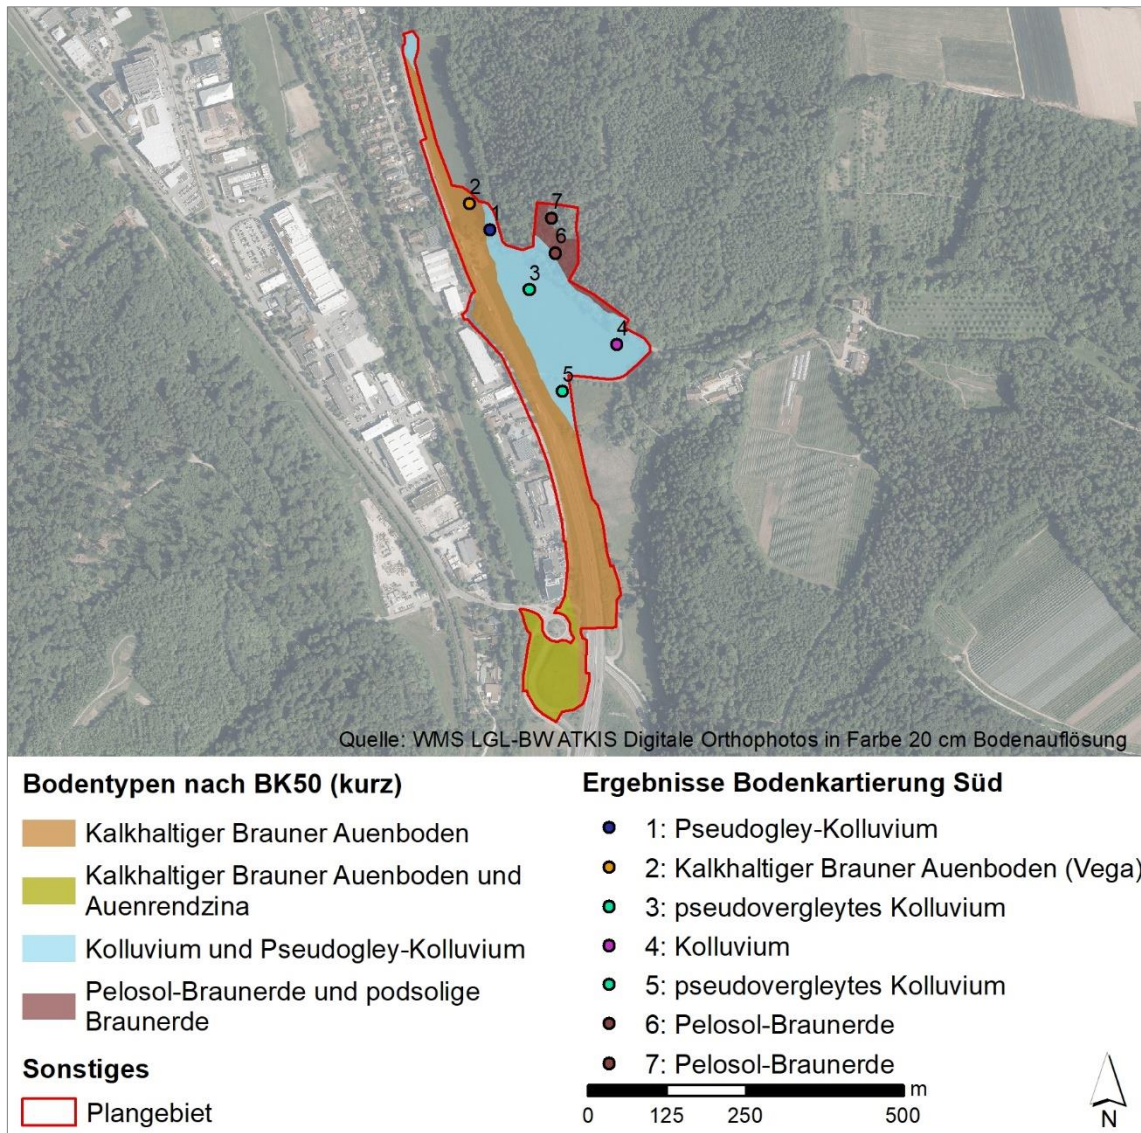 2
1
7
6
3
4
5
Quelle: WMS LGL-BW ATKIS Digitale Orthophotos in Farbe 20 cm Bodenauflösung
Bodentypen nach BK50 (kurz)
Kalkhaltiger Brauner Auenboden
Kalkhaltiger Brauner Auenboden und
Auenrendzina
Kolluvium und Pseudogley-Kolluvium
Pelosol-Braunerde und podsolige
Braunerde
Sonstiges
Plangebiet
Ergebnisse Bodenkartierung Süd
1: Pseudogley-Kolluvium
2: Kalkhaltiger Brauner Auenboden (Vega)
3: pseudovergleytes Kolluvium
4: Kolluvium
5: pseudovergleytes Kolluvium
6: Pelosol-Braunerde
7: Pelosol-Braunerde
m
0 125 250 500
N